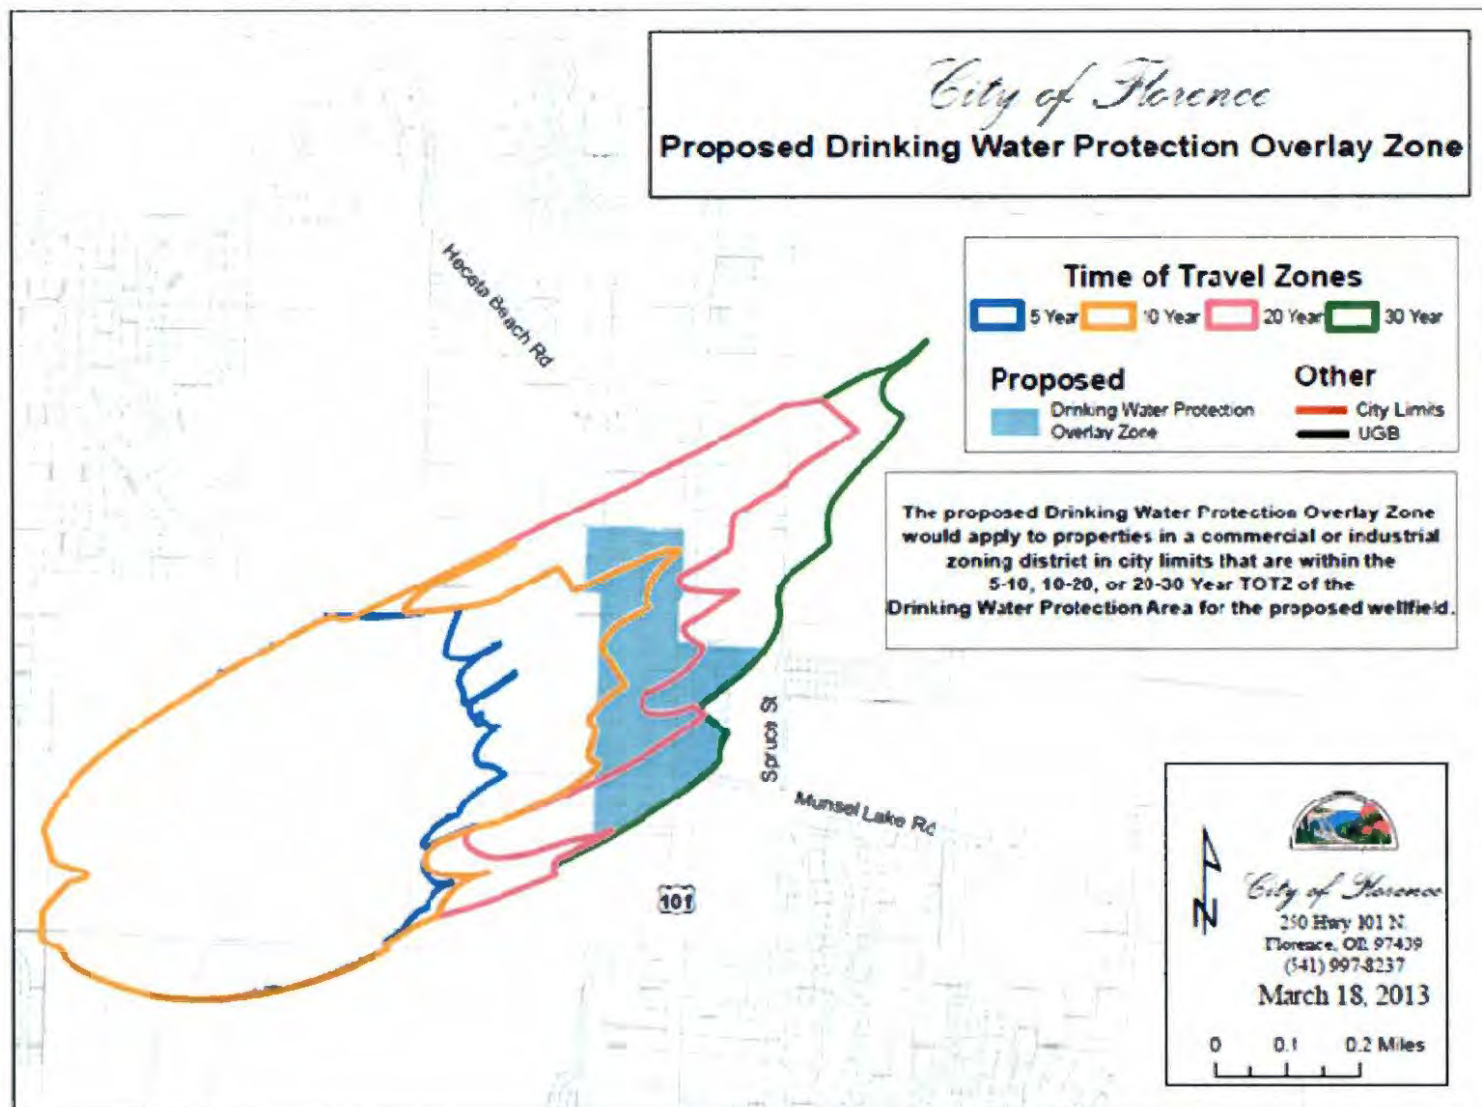 City of Florence
Proposed Drinking Water Protection Overlay Zone
Heceta Beach Rd
Time of Travel Zones
5 Year 10 Year 20 Year 30 Year
Proposed
Drinking Water Protection
Overlay Zone
Other
City Limits
UGB
The proposed Drinking Water Protection Overlay Zone
would apply to properties in a commercial or industrial
zoning district in city limits that are within the
5-10, 10-20, or 20-30 Year TOTZ of the
Drinking Water Protection Area for the proposed wellfield.
Spruce St
Munsel Lake Rd
101
N
City of Florence
250 Hwy 101 N.
Florence, OR 97439
(541) 997-8237
March 18, 2013
0 0.1 0.2 Miles